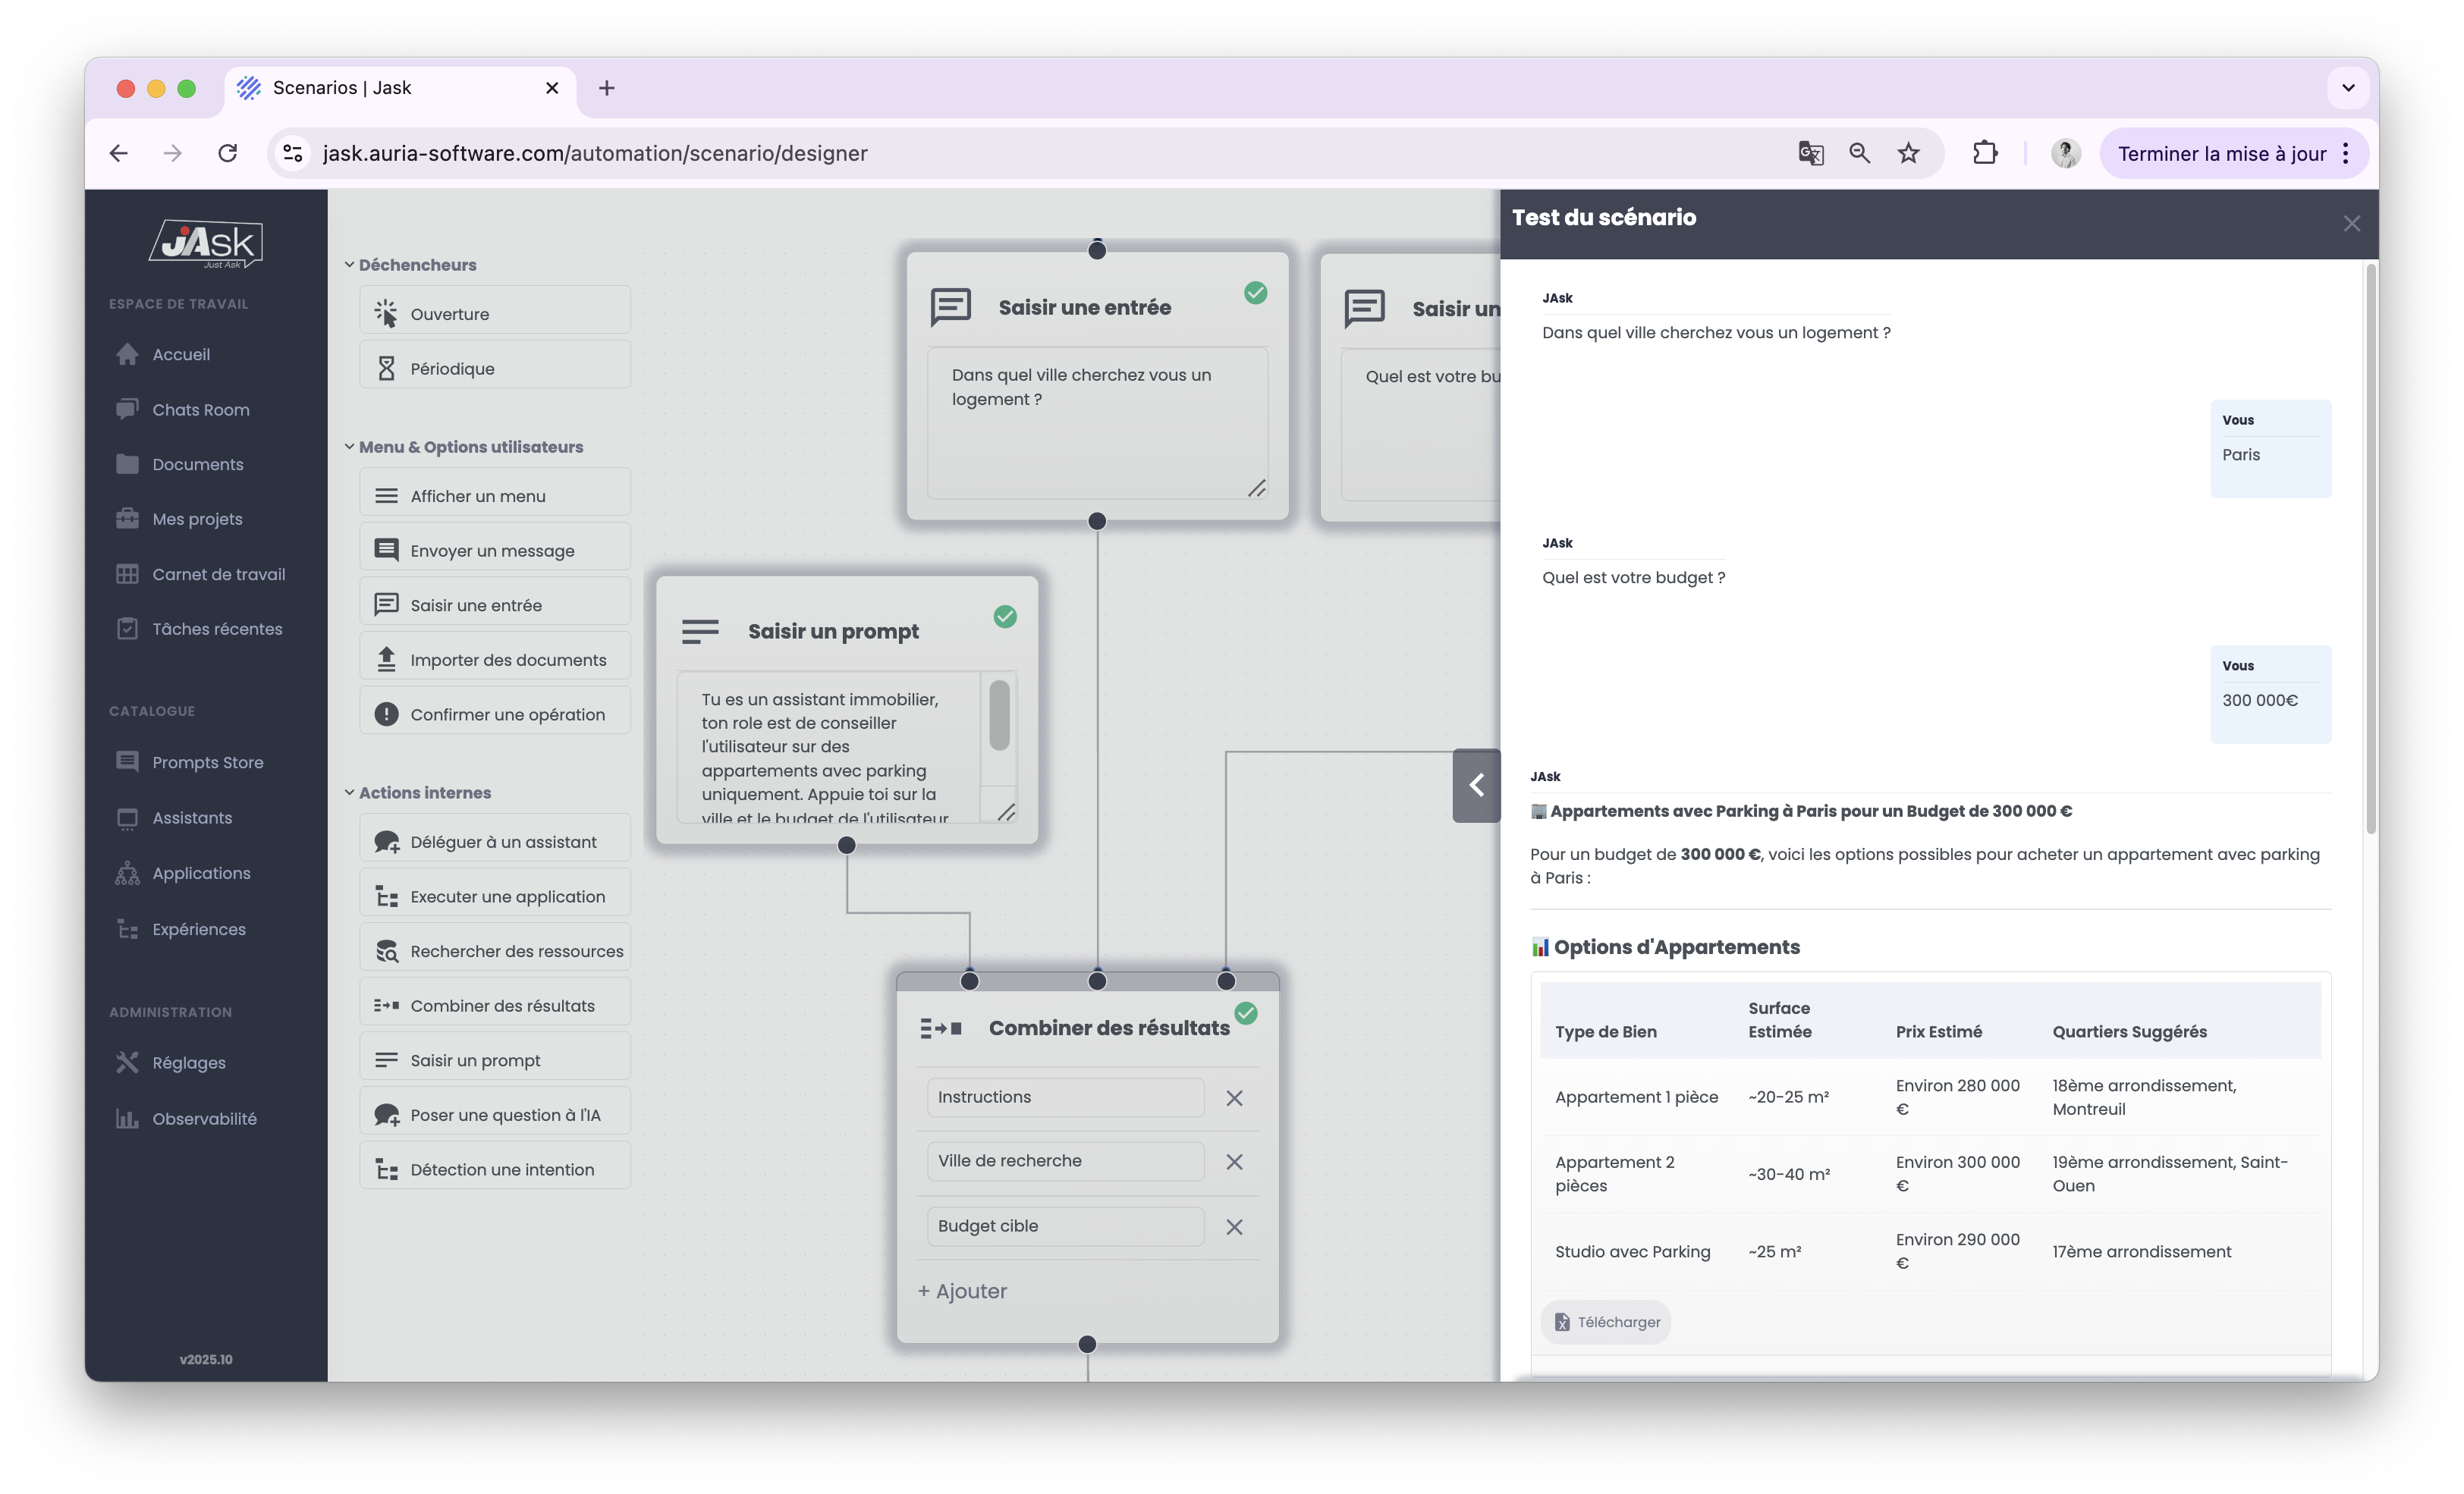 Scenarios | Jask
jask.auria-software.com/automation/scenario/designer
Terminer la mise à jour
JAsk
Just Ask
ESPACE DE TRAVAIL
Accueil
Chats Room
Documents
Mes projets
Carnet de travail
Tâches récentes
CATALOGUE
Prompts Store
Assistants
Applications
Expériences
ADMINISTRATION
Réglages
Observabilité
v2025.10
Déchencheurs
Ouverture
Périodique
Menu & Options utilisateurs
Afficher un menu
Envoyer un message
Saisir une entrée
Importer des documents
Confirmer une opération
Actions internes
Déléguer à un assistant
Executer une application
Rechercher des ressources
Combiner des résultats
Saisir un prompt
Poser une question à l'IA
Détection une intention
Saisir une entrée
Dans quel ville cherchez vous un
logement ?
Saisir un
Quel est votre bu
Saisir un prompt
Tu es un assistant immobilier,
ton role est de conseiller
l'utilisateur sur des
appartements avec parking
uniquement. Appuie toi sur la
ville et le budget de l'utilisateur
Combiner des résultats
Instructions
Ville de recherche
Budget cible
+ Ajouter
Test du scénario
JAsk
Dans quel ville cherchez vous un logement ?
Vous
Paris
JAsk
Quel est votre budget ?
Vous
300 000€
JAsk
Appartements avec Parking à Paris pour un Budget de 300 000 €
Pour un budget de 300 000 €, voici les options possibles pour acheter un appartement avec parking
à Paris :
Options d'Appartements
Type de Bien Surface Estimée Prix Estimé Quartiers Suggérés
Appartement 1 pièce ~20-25 m² Environ 280 000 € 18ème arrondissement, Montreuil
Appartement 2 pièces ~30-40 m² Environ 300 000 € 19ème arrondissement, Saint-Ouen
Studio avec Parking ~25 m² Environ 290 000 € 17ème arrondissement
Télécharger